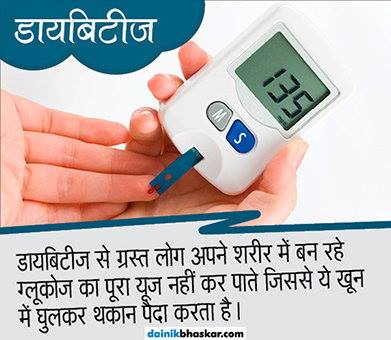 डायबिटीज
135
M
S
डायबिटीज से ग्रस्त लोग अपने शरीर में बन रहे
ग्लूकोज का पूरा यूज नहीं कर पाते जिससे ये खून
में घुलकर थकान पैदा करता है।
dainikbhaskar.com